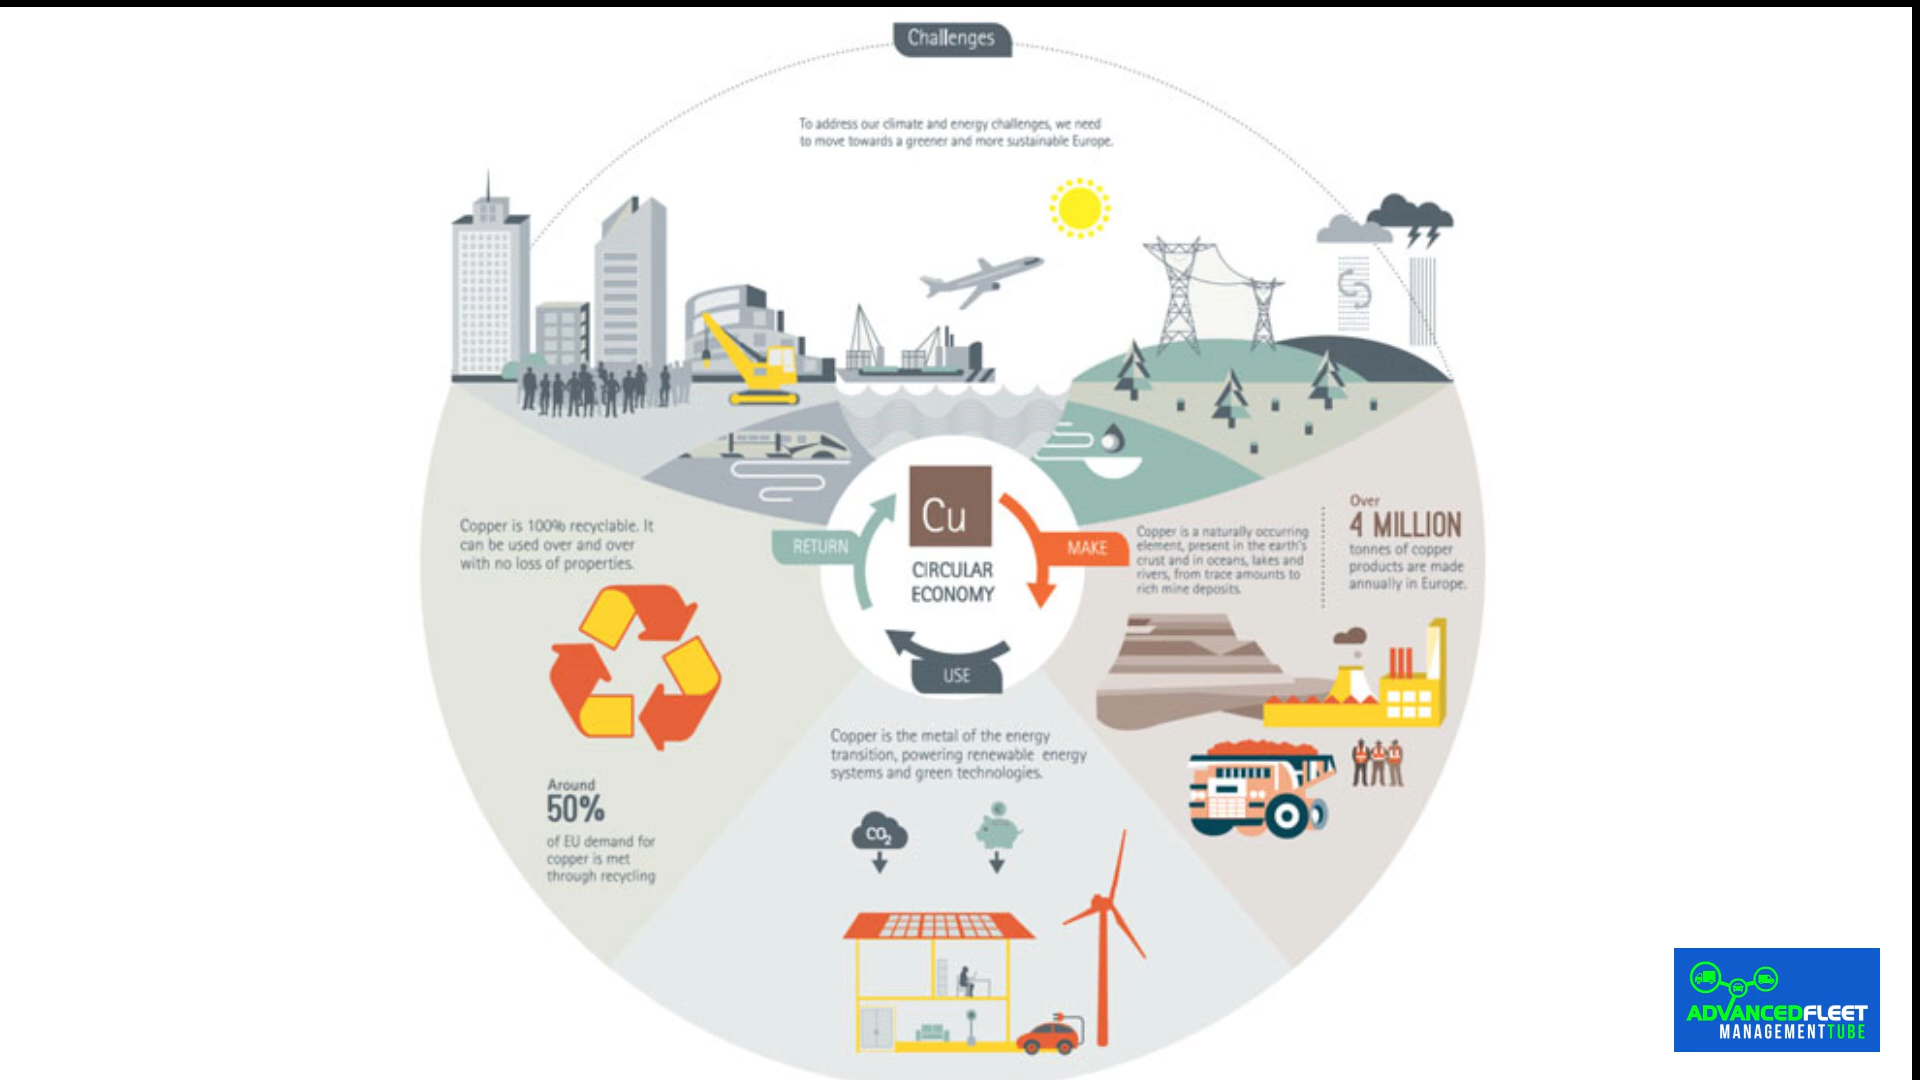 Challenges
To address our climate and energy challenges, we need
to move towards a greener and more sustainable Europe.
Cu
CIRCULAR
ECONOMY
RETURN
MAKE
USE
Copper is 100% recyclable. It
can be used over and over
with no loss of properties.
Around
50%
of EU demand for
copper is met
through recycling
Copper is a naturally occurring
element, present in the earth's
crust and in oceans, lakes and
rivers, from trace amounts to
rich mine deposits.
Over
4 MILLION
tonnes of copper
products are made
annually in Europe.
Copper is the metal of the energy
transition, powering renewable energy
systems and green technologies.
CO2
€
ADVANCEDFLEET
MANAGEMENTTUBE